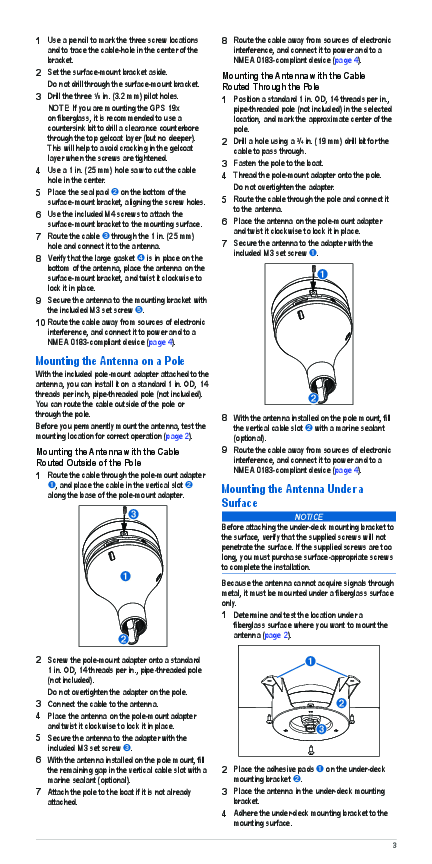 1 Use a pencil to mark the three screw locations
and to trace the cable-hole in the center of the
bracket.
2 Set the surface-mount bracket aside.
Do not drill through the surface-mount bracket.
3 Drill the three 1/8 in. (3.2 mm) pilot holes.
NOTE: If you are mounting the GPS 19x
on fiberglass, it is recommended to use a
countersink bit to drill a clearance counterbore
through the top gelcoat layer (but no deeper).
This will help to avoid cracking in the gelcoat
layer when the screws are tightened.
4 Use a 1 in. (25 mm) hole saw to cut the cable
hole in the center.
5 Place the seal pad ❷ on the bottom of the
surface-mount bracket, aligning the screw holes.
6 Use the included M4 screws to attach the
surface-mount bracket to the mounting surface.
7 Route the cable ❸ through the 1 in. (25 mm)
hole and connect it to the antenna.
8 Verify that the large gasket ❹ is in place on the
bottom of the antenna, place the antenna on the
surface-mount bracket, and twist it clockwise to
lock it in place.
9 Secure the antenna to the mounting bracket with
the included M3 set screw ❺.
10 Route the cable away from sources of electronic
interference, and connect it to power and to a
NMEA 0183-compliant device (page 4).
Mounting the Antenna on a Pole
With the included pole-mount adapter attached to the
antenna, you can install it on a standard 1 in. OD, 14
threads per inch, pipe-threaded pole (not included).
You can route the cable outside of the pole or
through the pole.
Before you permanently mount the antenna, test the
mounting location for correct operation (page 2).
Mounting the Antenna with the Cable
Routed Outside of the Pole
1 Route the cable through the pole-mount adapter
❶, and place the cable in the vertical slot ❷
along the base of the pole-mount adapter.
❸
❶
❷
2 Screw the pole-mount adapter onto a standard
1 in. OD, 14 threads per in., pipe-threaded pole
(not included).
Do not overtighten the adapter on the pole.
3 Connect the cable to the antenna.
4 Place the antenna on the pole-mount adapter
and twist it clockwise to lock it in place.
5 Secure the antenna to the adapter with the
included M3 set screw ❸.
6 With the antenna installed on the pole mount, fill
the remaining gap in the vertical cable slot with a
marine sealant (optional).
7 Attach the pole to the boat if it is not already
attached.
8 Route the cable away from sources of electronic
interference, and connect it to power and to a
NMEA 0183-compliant device (page 4).
Mounting the Antenna with the Cable
Routed Through the Pole
1 Position a standard 1 in. OD, 14 threads per in.,
pipe-threaded pole (not included) in the selected
location, and mark the approximate center of the
pole.
2 Drill a hole using a 3/4 in. (19 mm) drill bit for the
cable to pass through.
3 Fasten the pole to the boat.
4 Thread the pole-mount adapter onto the pole.
Do not overtighten the adapter.
5 Route the cable through the pole and connect it
to the antenna.
6 Place the antenna on the pole-mount adapter
and twist it clockwise to lock it in place.
7 Secure the antenna to the adapter with the
included M3 set screw ❶.
❶
❷
8 With the antenna installed on the pole mount, fill
the vertical cable slot ❷ with a marine sealant
(optional).
9 Route the cable away from sources of electronic
interference, and connect it to power and to a
NMEA 0183-compliant device (page 4).
Mounting the Antenna Under a
Surface
NOTICE
Before attaching the under-deck mounting bracket to
the surface, verify that the supplied screws will not
penetrate the surface. If the supplied screws are too
long, you must purchase surface-appropriate screws
to complete the installation.
Because the antenna cannot acquire signals through
metal, it must be mounted under a fiberglass surface
only.
1 Determine and test the location under a
fiberglass surface where you want to mount the
antenna (page 2).
❶
❷
❸
2 Place the adhesive pads ❶ on the under-deck
mounting bracket ❷.
3 Place the antenna in the under-deck mounting
bracket.
4 Adhere the under-deck mounting bracket to the
mounting surface.
3